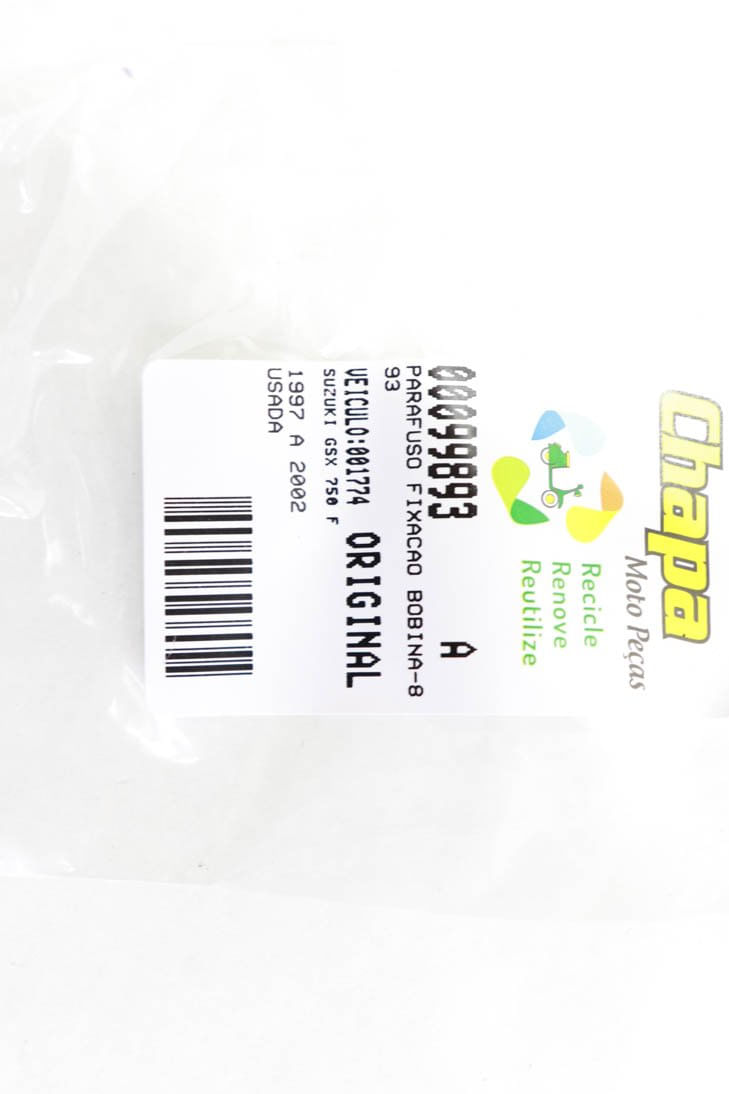 Chapa
Moto Peças
Recicle
Renove
Reutilize
00099893 A
PARAFUSO FIXACAO BOBINA-8
93
VEICULO:001774 ORIGINAL
SUZUKI GSX 750 F
1997 A 2002
USADA